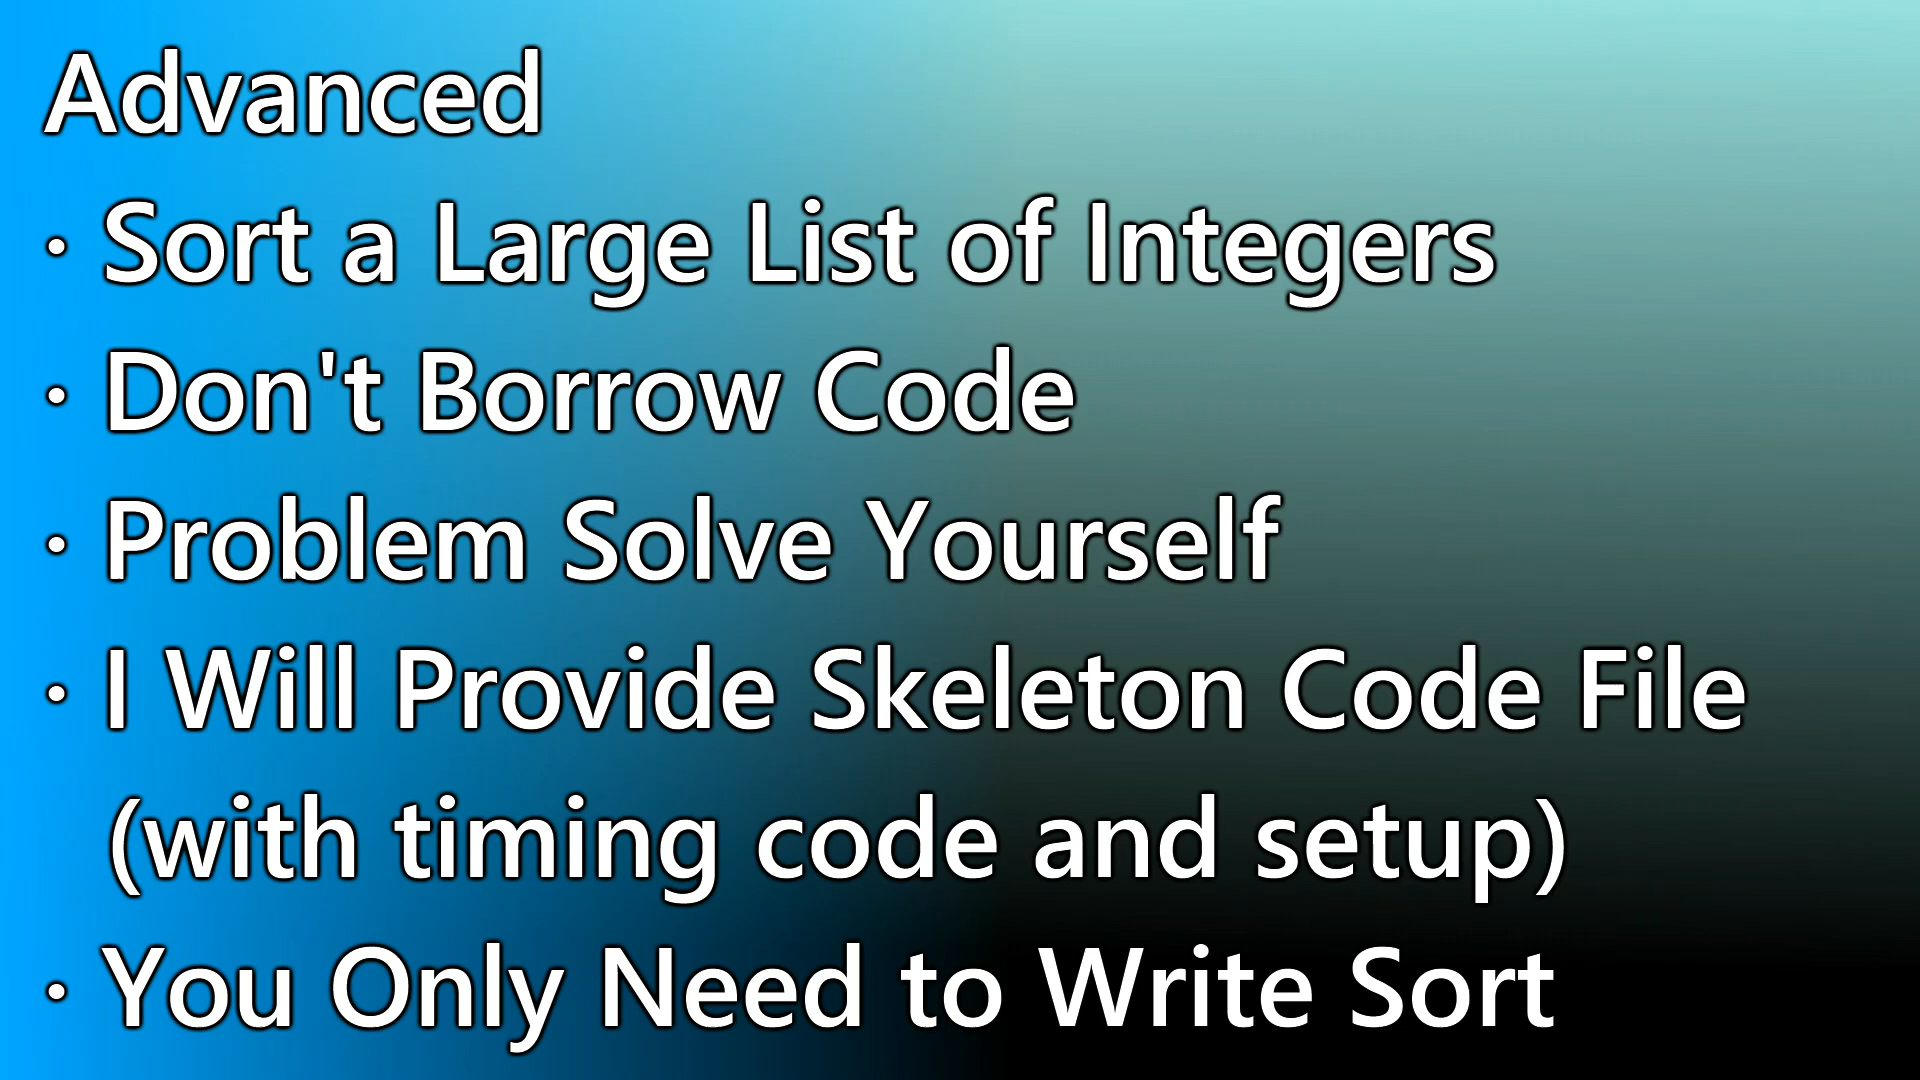 Advanced
· Sort a Large List of Integers
· Don't Borrow Code
· Problem Solve Yourself
· I Will Provide Skeleton Code File
(with timing code and setup)
· You Only Need to Write Sort